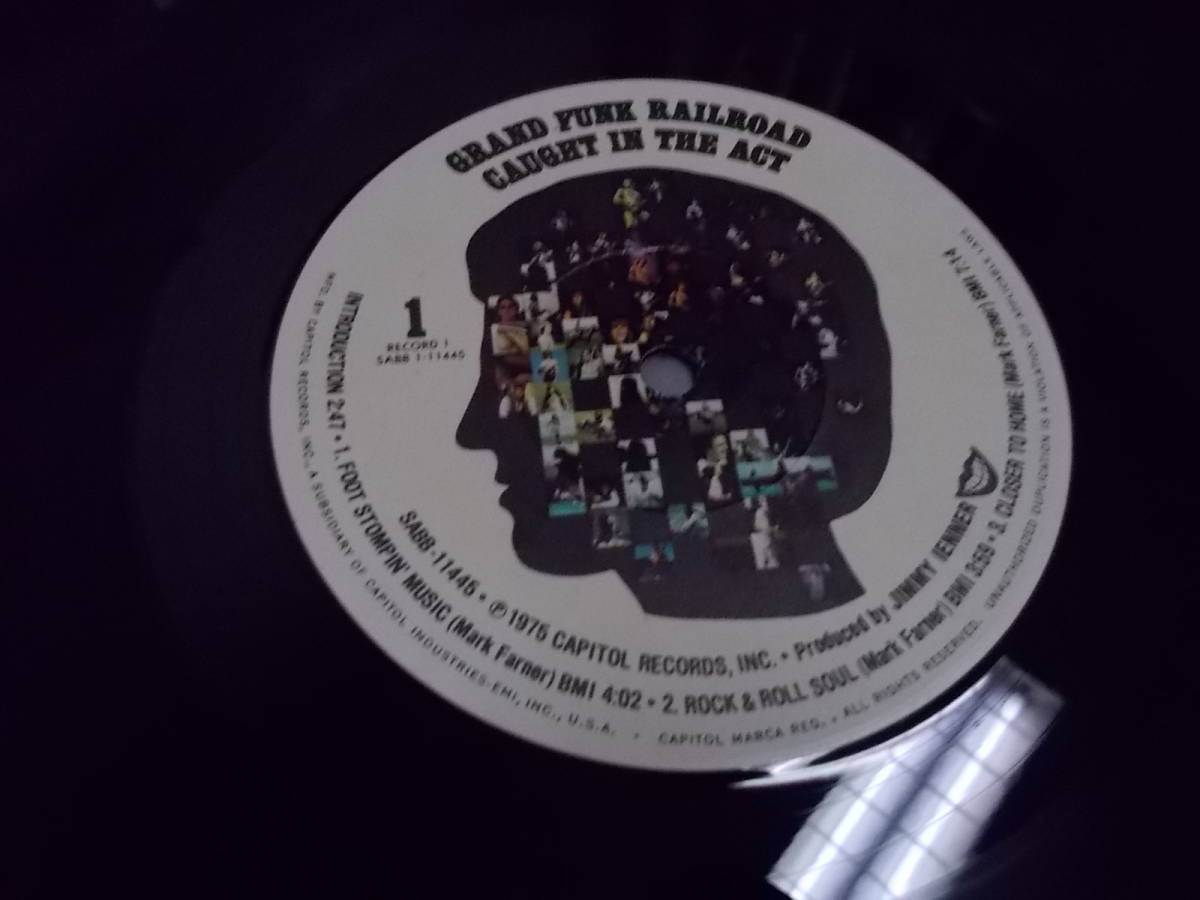 GRAND FUNK RAILROAD
CAUGHT IN THE ACT
1
RECORD 1
SABB 1-11445
SABB-11445 • ℗ 1975 CAPITOL RECORDS, INC. • Produced by JIMMY IENNER
INTRODUCTION 2:47 • 1. FOOT STOMPIN' MUSIC (Mark Farner) BMI 4:02 • 2. ROCK & ROLL SOUL (Mark Farner) BMI 3:59 • 3. CLOSER TO HOME (Mark Farner) BMI 7:14
MFD. BY CAPITOL RECORDS, INC., A SUBSIDIARY OF CAPITOL INDUSTRIES-EMI, INC., U.S.A. • CAPITOL MARCA REG. • ALL RIGHTS RESERVED. UNAUTHORIZED DUPLICATION IS A VIOLATION OF APPLICABLE LAWS